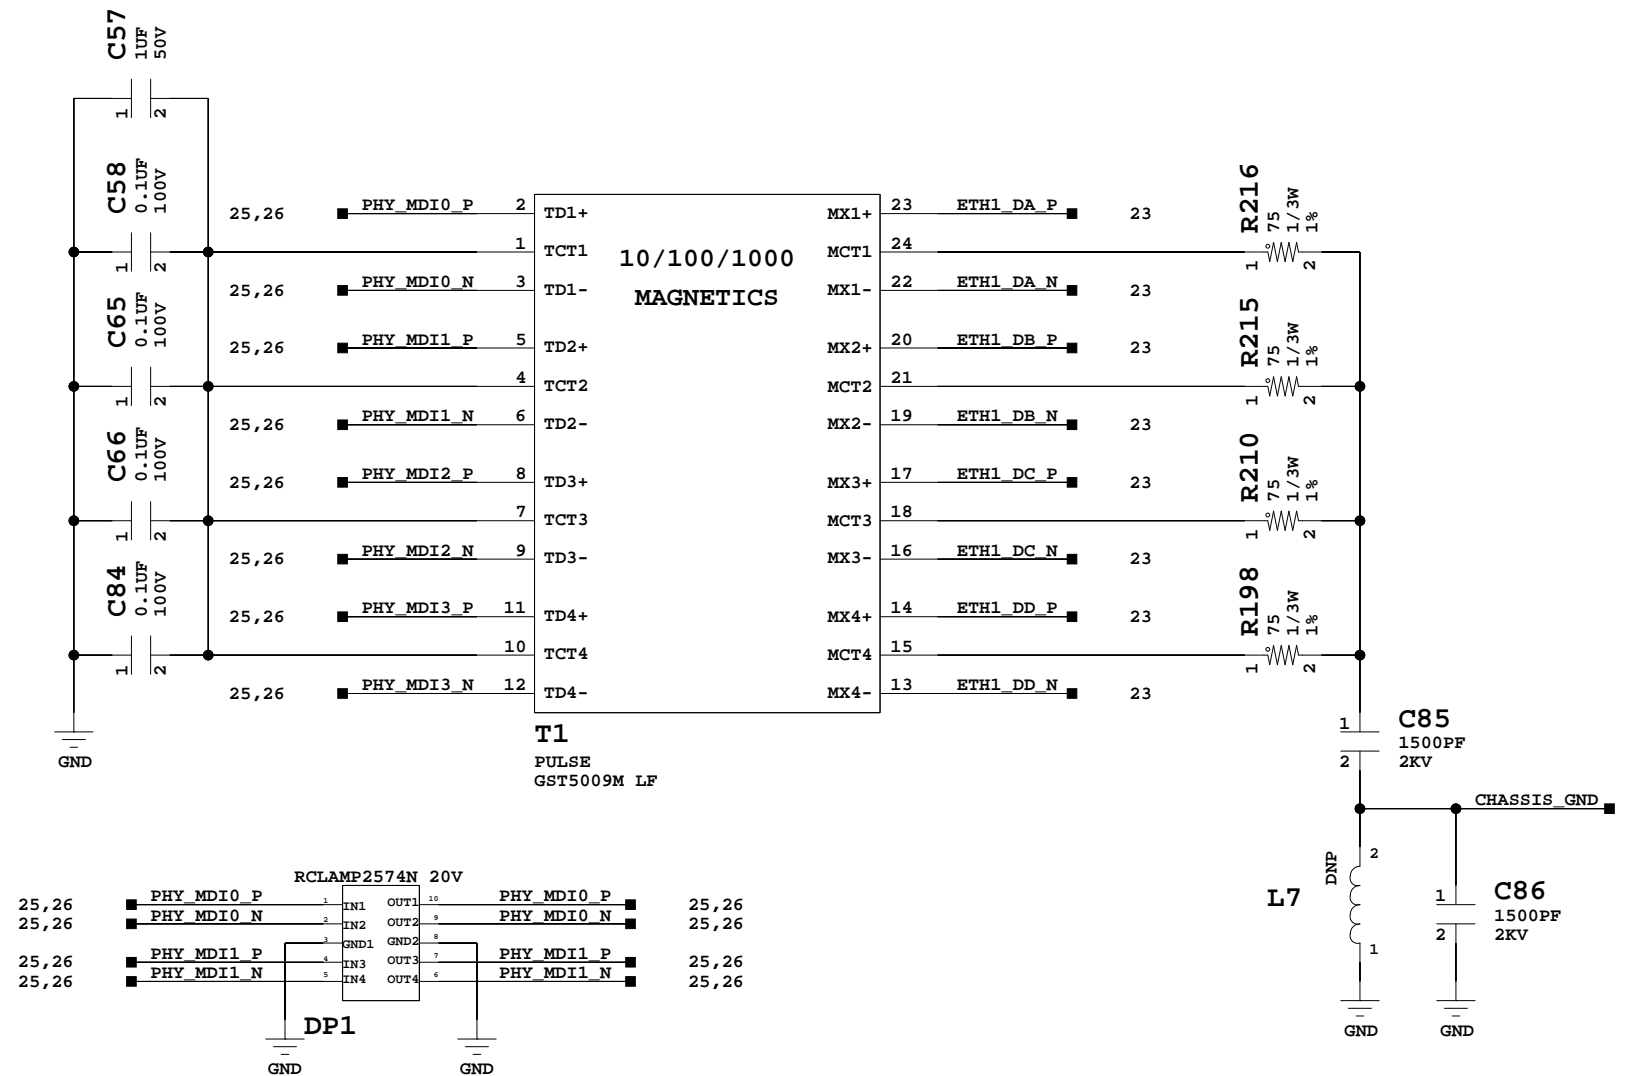 C57
1UF
50V
1
2
C58
0.1UF
100V
1
2
C65
0.1UF
100V
1
2
C66
0.1UF
100V
1
2
C84
0.1UF
100V
1
2
GND
25,26 PHY_MDI0_P 2 TD1+
1 TCT1
25,26 PHY_MDI0_N 3 TD1-
25,26 PHY_MDI1_P 5 TD2+
4 TCT2
25,26 PHY_MDI1_N 6 TD2-
25,26 PHY_MDI2_P 8 TD3+
7 TCT3
25,26 PHY_MDI2_N 9 TD3-
25,26 PHY_MDI3_P 11 TD4+
10 TCT4
25,26 PHY_MDI3_N 12 TD4-
10/100/1000
MAGNETICS
MX1+ 23 ETH1_DA_P 23
MCT1 24
MX1- 22 ETH1_DA_N 23
MX2+ 20 ETH1_DB_P 23
MCT2 21
MX2- 19 ETH1_DB_N 23
MX3+ 17 ETH1_DC_P 23
MCT3 18
MX3- 16 ETH1_DC_N 23
MX4+ 14 ETH1_DD_P 23
MCT4 15
MX4- 13 ETH1_DD_N 23
T1
PULSE
GST5009M LF
R216
75
1/3W
1%
1
2
R215
75
1/3W
1%
1
2
R210
75
1/3W
1%
1
2
R198
75
1/3W
1%
1
2
1
2
C85
1500PF
2KV
CHASSIS_GND
DNP
2
L7
1
GND
1
2
C86
1500PF
2KV
GND
RCLAMP2574N 20V
25,26 PHY_MDI0_P 1 IN1 OUT1 10 PHY_MDI0_P 25,26
25,26 PHY_MDI0_N 2 IN2 OUT2 9 PHY_MDI0_N 25,26
3 GND1 GND2 8
25,26 PHY_MDI1_P 4 IN3 OUT3 7 PHY_MDI1_P 25,26
25,26 PHY_MDI1_N 5 IN4 OUT4 6 PHY_MDI1_N 25,26
DP1
GND
GND